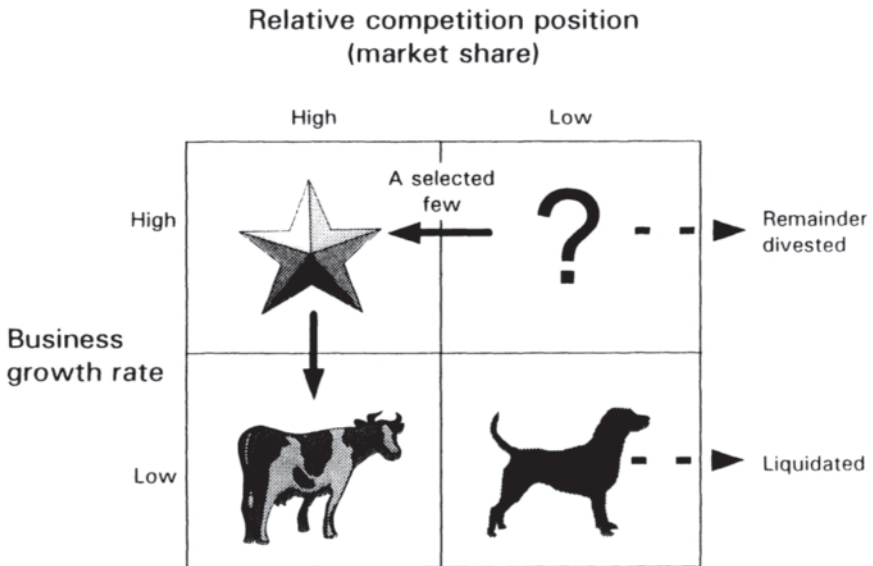 Relative competition position
(market share)
High
Low
A selected
few
?
High
Remainder
divested
Business
growth rate
Low
Liquidated